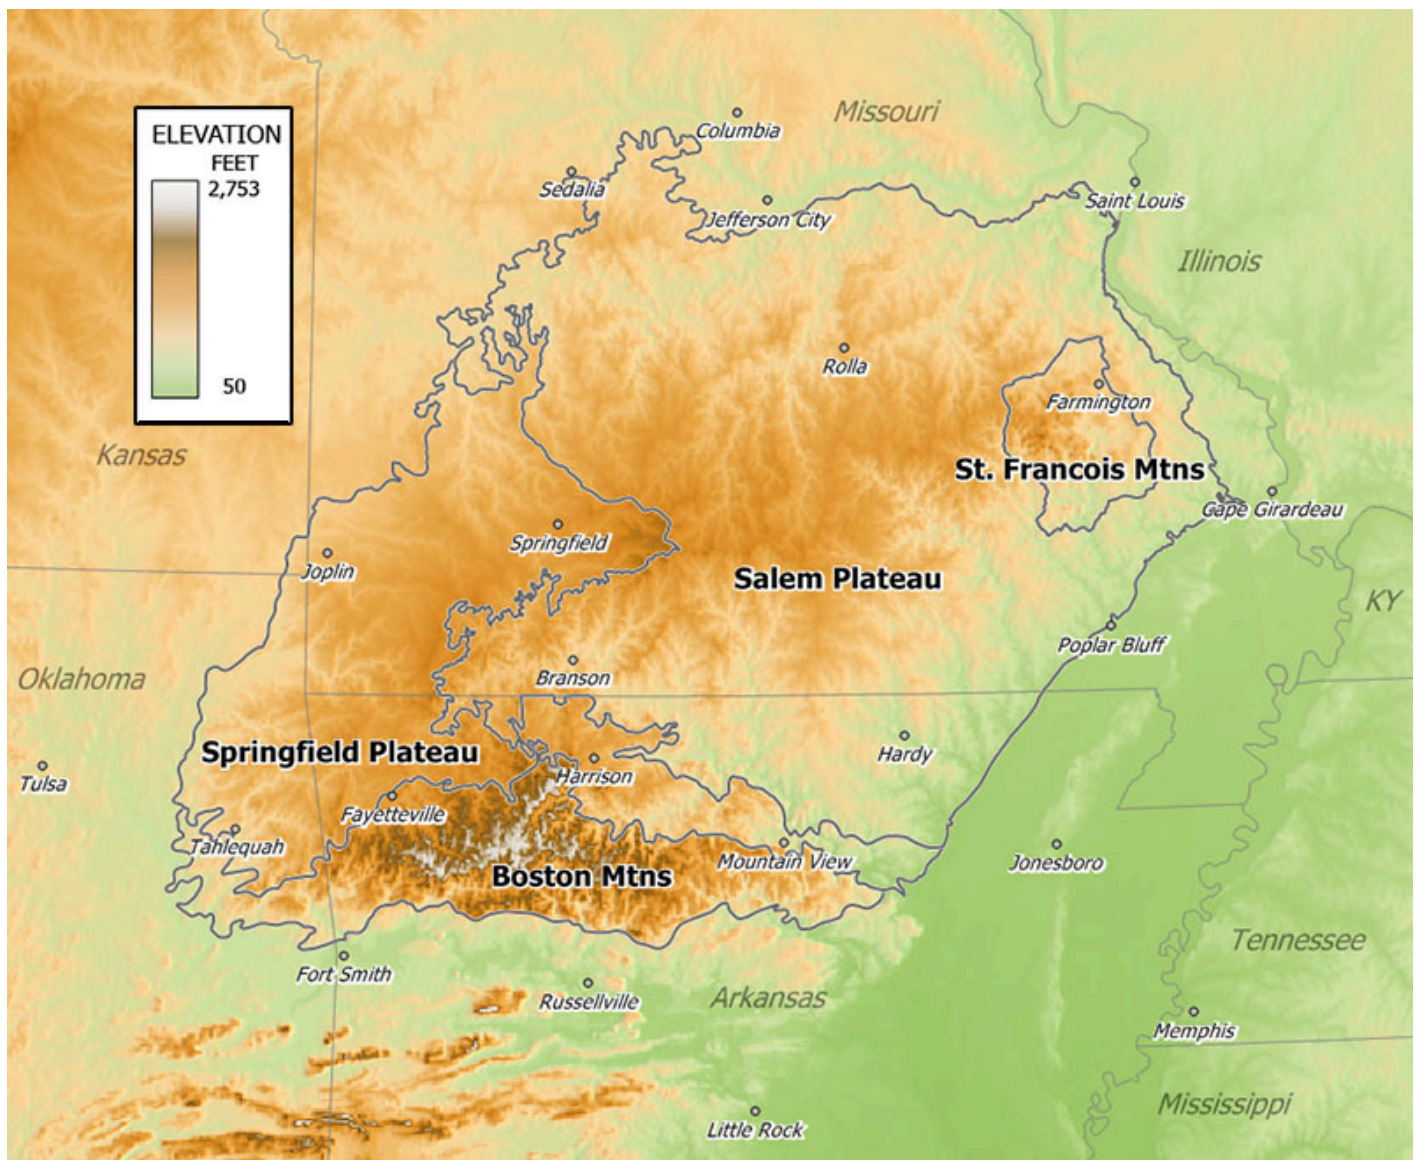 Missouri
ELEVATION
FEET
2,753
50
Columbia
Sedalia
Saint Louis
Jefferson City
Illinois
Rolla
Farmington
Kansas
St. Francois Mtns
Cape Girardeau
Springfield
Joplin
Salem Plateau
KY
Poplar Bluff
Oklahoma
Branson
Springfield Plateau
Hardy
Harrison
Tulsa
Fayetteville
Tahlequah
Mountain View
Jonesboro
Boston Mtns
Tennessee
Fort Smith
Russellville
Arkansas
Memphis
Mississippi
Little Rock